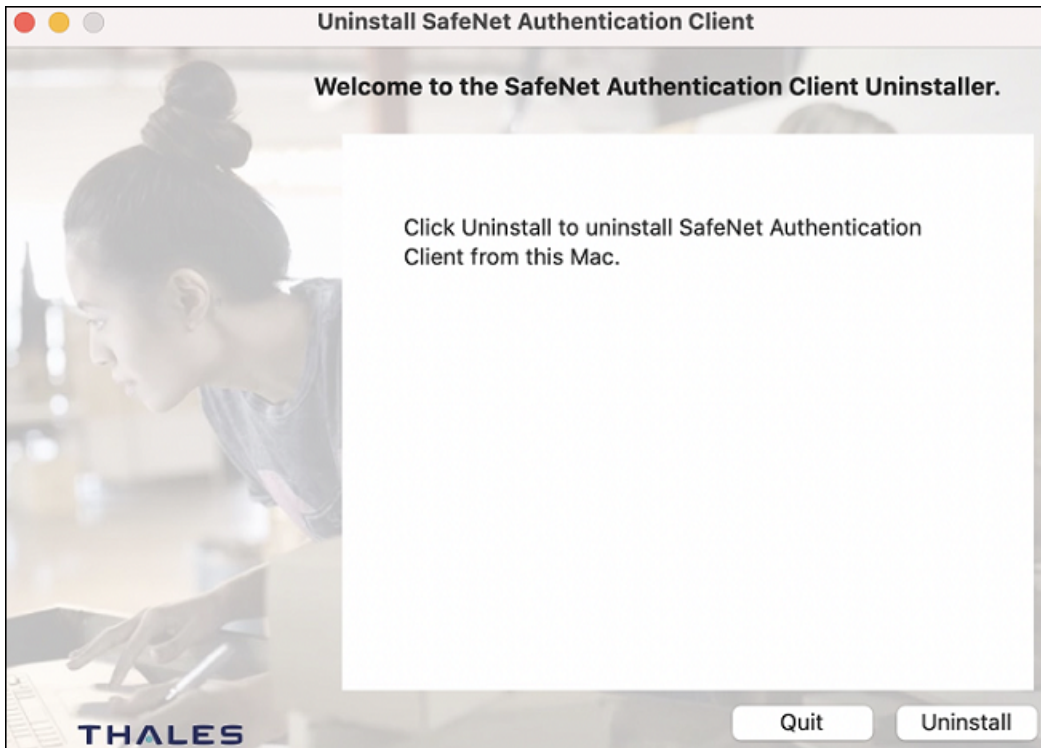 Uninstall SafeNet Authentication Client
Welcome to the SafeNet Authentication Client Uninstaller.
Click Uninstall to uninstall SafeNet Authentication
Client from this Mac.
THALES
Quit
Uninstall